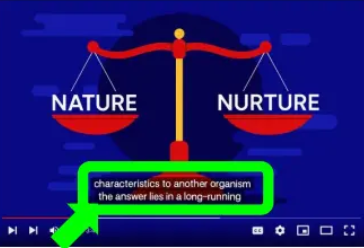 NATURE
NURTURE
characteristics to another organism
the answer lies in a long-running